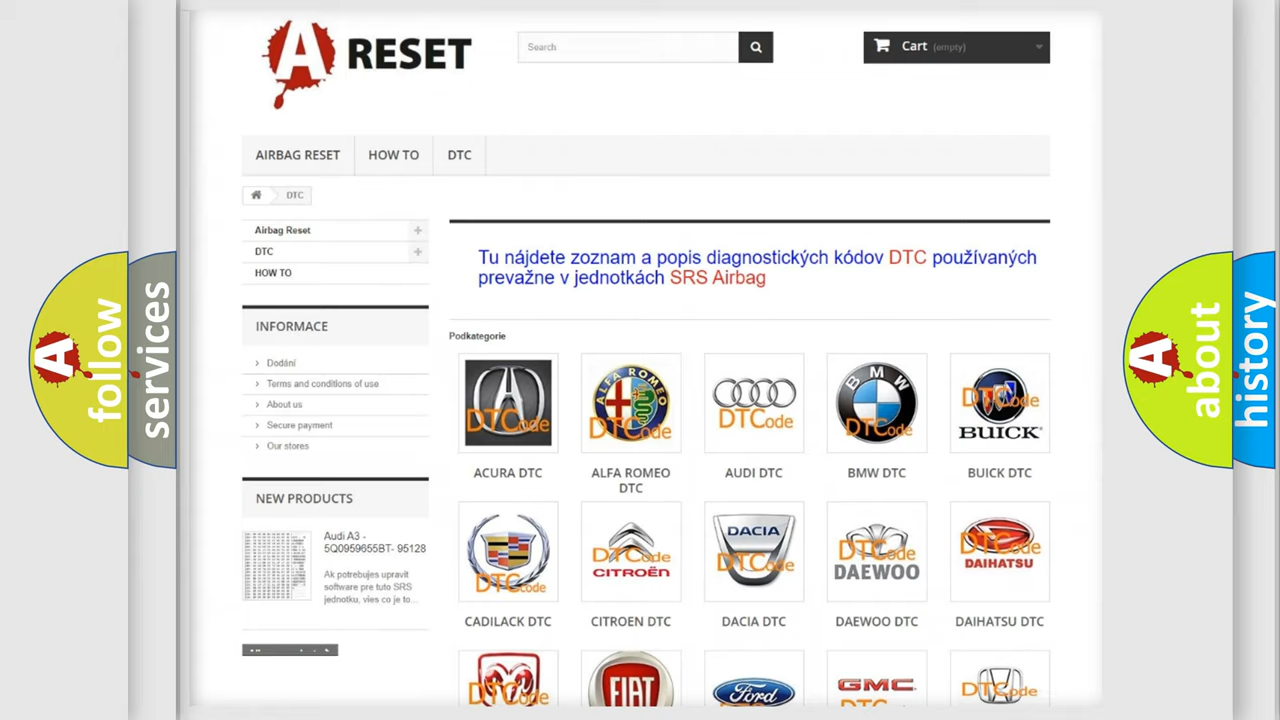 A RESET
Search
Cart (empty)
AIRBAG RESET
HOW TO
DTC
DTC
Airbag Reset
DTC
HOW TO
Tu nájdete zoznam a popis diagnostických kódov DTC používaných
prevažne v jednotkách SRS Airbag
INFORMACE
Dodání
Terms and conditions of use
About us
Secure payment
Our stores
Podkategorie
DTCode
ALFA ROMEO
DTCode
DTCode
BMW
DTCode
DTCode
BUICK
ACURA DTC
ALFA ROMEO
DTC
AUDI DTC
BMW DTC
BUICK DTC
NEW PRODUCTS
Audi A3 -
5Q0959655BT- 95128
Ak potrebujes upravit
software pre tuto SRS
jednotku, vies co je to...
DTCode
DTCode
CITROËN
DACIA
DTCode
DTCode
DAEWOO
DTCode
DAIHATSU
CADILACK DTC
CITROEN DTC
DACIA DTC
DAEWOO DTC
DAIHATSU DTC
DTCode
FIAT
Ford
GMC
DTCode
A follow
services
A about
history